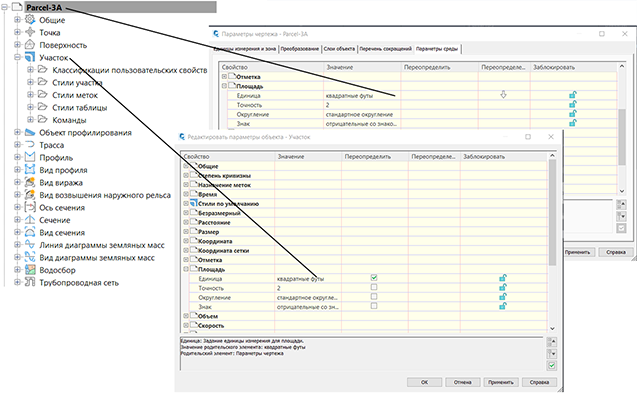 Parcel-3A
Общие
Точка
Поверхность
Участок
Классификации пользовательских свойств
Стили участка
Стили меток
Стили таблицы
Команды
Объект профилирования
Трасса
Профиль
Вид профиля
Вид виража
Вид возвышения наружного рельса
Ось сечения
Сечение
Вид сечения
Линия диаграммы земляных масс
Вид диаграммы земляных масс
Водосбор
Трубопроводная сеть
Параметры чертежа - Parcel-3A
Единицы измерения и зона Преобразование Слои объекта Перечень сокращений Параметры среды
Свойство Значение Переопределить Переопределе... Заблокировать
Отметка
Площадь
Единица квадратные футы
Точность 2
Округление стандартное округление
Знак отрицательные со знако...
Применить Справка
Редактировать параметры объекта - Участок
Свойство Значение Переопределить Переопределе... Заблокировать
Общие
Степень кривизны
Назначение меток
Время
Стили по умолчанию
Безразмерный
Расстояние
Размер
Координата
Координата сетки
Отметка
Площадь
Единица квадратные футы
Точность 2
Округление стандартное округле...
Знак отрицательные со зн...
Объем
Скорость
Единица: Задание единицы измерения для площади.
Значение родительского элемента: квадратные футы
Родительский элемент: Параметры чертежа
OK Отмена Применить Справка